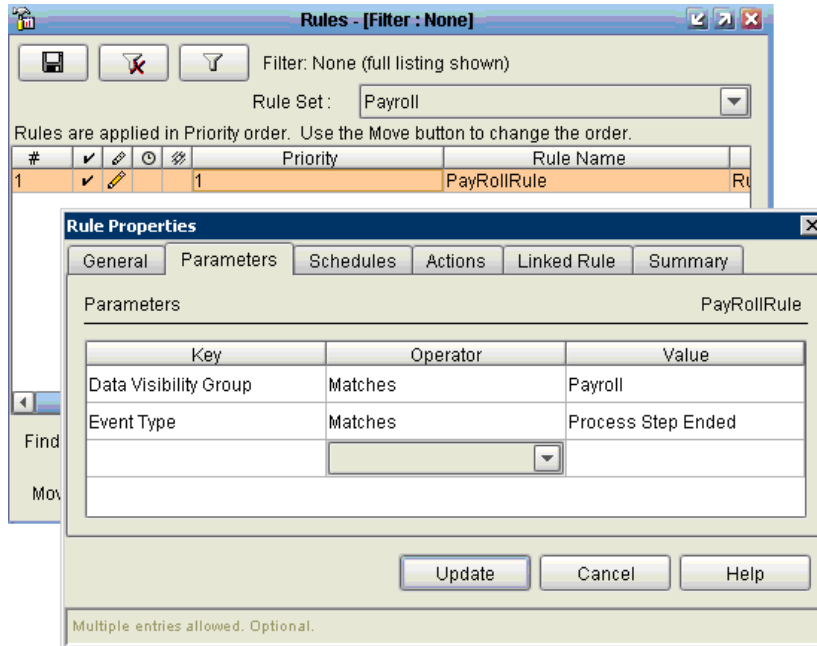 Rules - [Filter : None]
Filter: None (full listing shown)
Rule Set : Payroll
Rules are applied in Priority order. Use the Move button to change the order.
# Priority Rule Name
1 1 PayRollRule
Rule Properties
General Parameters Schedules Actions Linked Rule Summary
Parameters PayRollRule
Key Operator Value
Data Visibility Group Matches Payroll
Event Type Matches Process Step Ended
Find
Update Cancel Help
Multiple entries allowed. Optional.